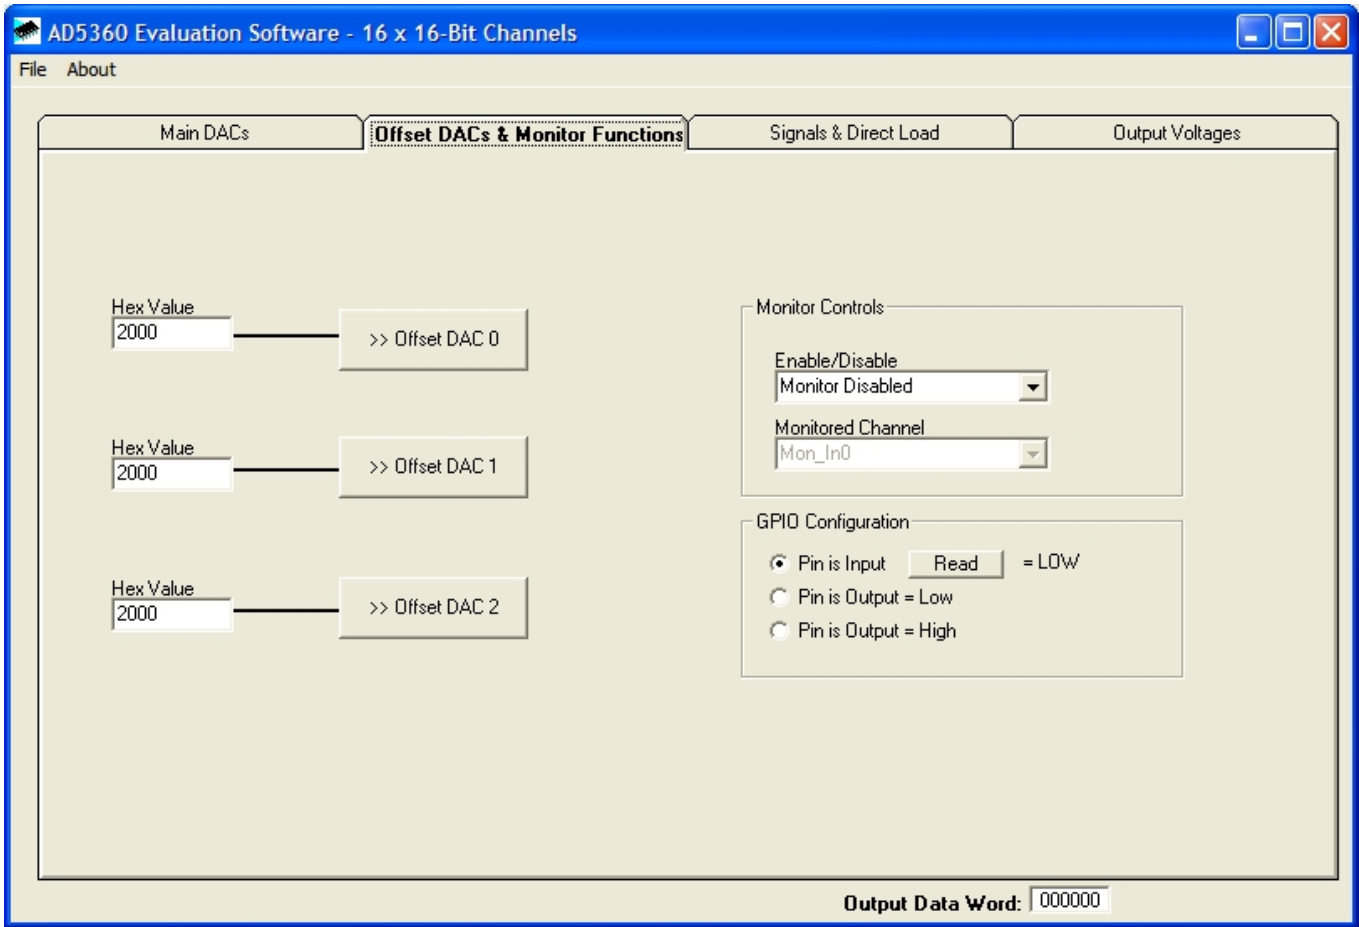 AD5360 Evaluation Software - 16 x 16-Bit Channels
File About
Main DACs
Offset DACs & Monitor Functions
Signals & Direct Load
Output Voltages
Hex Value
2000
>> Offset DAC 0
Hex Value
2000
>> Offset DAC 1
Hex Value
2000
>> Offset DAC 2
Monitor Controls
Enable/Disable
Monitor Disabled
Monitored Channel
Mon_In0
GPIO Configuration
Pin is Input Read = LOW
Pin is Output = Low
Pin is Output = High
Output Data Word: 000000